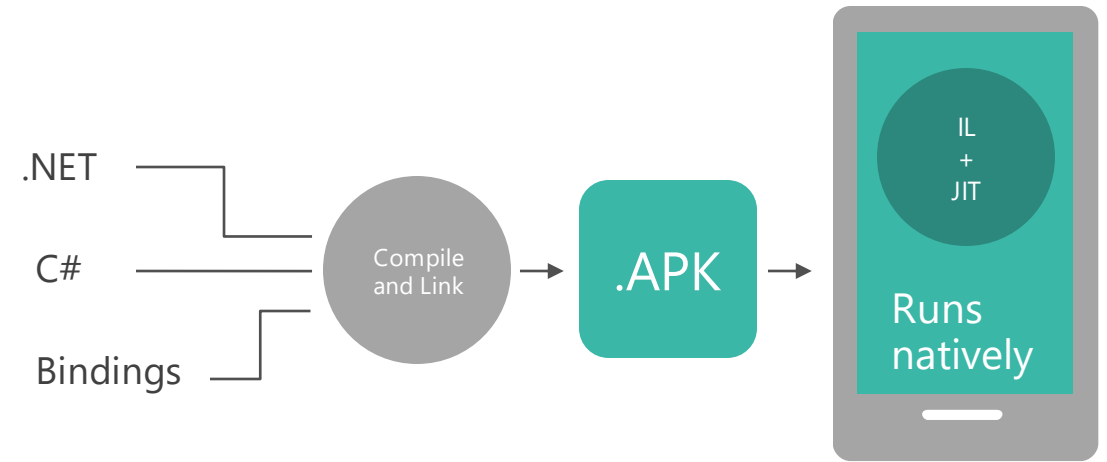 .NET
C#
Bindings
Compile
and Link
.APK
IL
+
JIT
Runs
natively